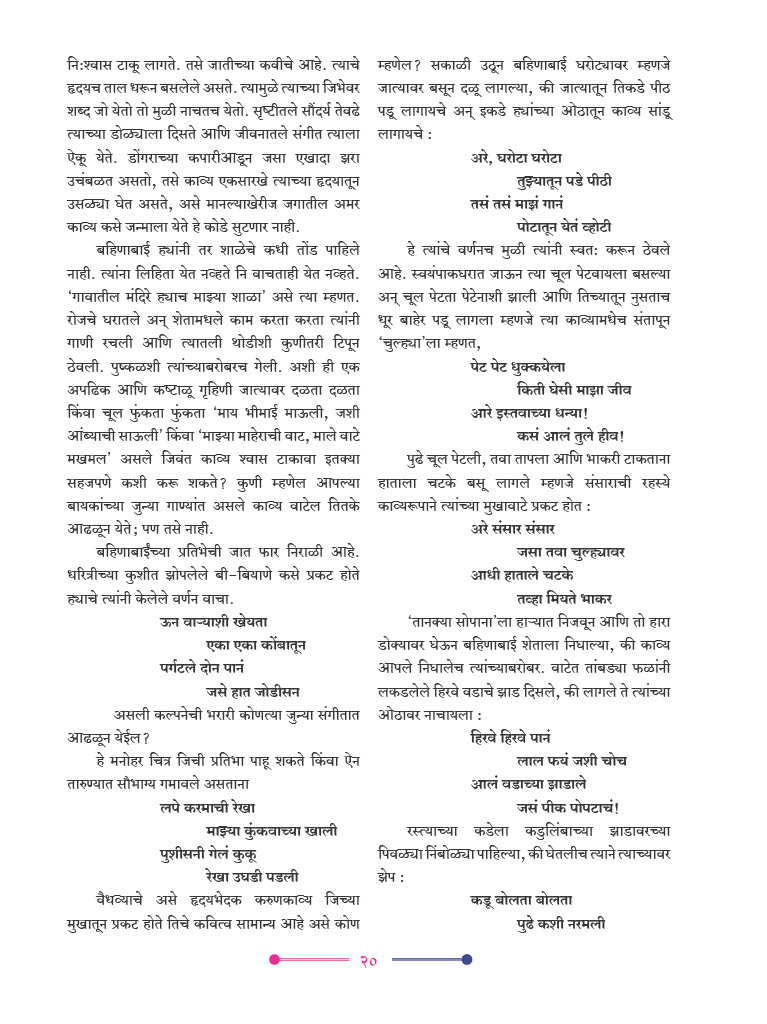 नि:श्वास टाकू लागते. तसे जातीच्या कवीचे आहे. त्याचे
हृदयच ताल धरून बसलेले असते. त्यामुळे त्याच्या जिभेवर
शब्द जो येतो तो मुळी नाचतच येतो. सृष्टीतले सौंदर्य तेवढे
त्याच्या डोळ्याला दिसते आणि जीवनातले संगीत त्याला
ऐकू येते. डोंगराच्या कपारीआडून जसा एखादा झरा
उचंबळत असतो, तसे काव्य एकसारखे त्याच्या हृदयातून
उसळ्या घेत असते, असे मानल्याखेरीज जगातील अमर
काव्य कसे जन्माला येते हे कोडे सुटणार नाही.
बहिणाबाई ह्यांनी तर शाळेचे कधी तोंड पाहिले
नाही. त्यांना लिहिता येत नव्हते नि वाचताही येत नव्हते.
‘गावातील मंदिरे ह्याच माझ्या शाळा’ असे त्या म्हणत.
रोजचे घरातले अन् शेतामधले काम करता करता त्यांनी
गाणी रचली आणि त्यातली थोडीशी कुणीतरी टिपून
ठेवली. पुष्कळशी त्यांच्याबरोबरच गेली. अशी ही एक
अपढिक आणि कष्टाळू गृहिणी जात्यावर दळता दळता
किंवा चूल फुंकता फुंकता ‘माय भीमाई माऊली, जशी
आंब्याची साऊली’ किंवा ‘माझ्या माहेराची वाट, माले वाटे
मखमल’ असले जिवंत काव्य श्वास टाकावा इतक्या
सहजपणे कशी करू शकते? कुणी म्हणेल आपल्या
बायकांच्या जुन्या गाण्यांत असले काव्य वाटेल तितके
आढळून येते; पण तसे नाही.
बहिणाबाईंच्या प्रतिभेची जात फार निराळी आहे.
धरित्रीच्या कुशीत झोपलेले बी-बियाणे कसे प्रकट होते
ह्याचे त्यांनी केलेले वर्णन वाचा.
ऊन वाऱ्याशी खेयता
एका एका कोंबातून
पर्गटले दोन पानं
जसे हात जोडीसन
असली कल्पनेची भरारी कोणत्या जुन्या संगीतात
आढळून येईल?
हे मनोहर चित्र जिची प्रतिभा पाहू शकते किंवा ऐन
तारुण्यात सौभाग्य गमावले असताना
लपे करमाची रेखा
माझ्या कुंकवाच्या खाली
पुशीसनी गेलं कुकू
रेखा उघडी पडली
वैधव्याचे असे हृदयभेदक करुणकाव्य जिच्या
मुखातून प्रकट होते तिचे कवित्व सामान्य आहे असे कोण
म्हणेल? सकाळी उठून बहिणाबाई घरोट्यावर म्हणजे
जात्यावर बसून दळू लागल्या, की जात्यातून तिकडे पीठ
पडू लागायचे अन् इकडे ह्यांच्या ओठातून काव्य सांडू
लागायचे :
अरे, घरोटा घरोटा
तुझ्यातून पडे पीठी
तसं तसं माझं गानं
पोटातून येतं व्होटी
हे त्यांचे वर्णनच मुळी त्यांनी स्वत: करून ठेवले
आहे. स्वयंपाकघरात जाऊन त्या चूल पेटवायला बसल्या
अन् चूल पेटता पेटेनाशी झाली आणि तिच्यातून नुसताच
धूर बाहेर पडू लागला म्हणजे त्या काव्यामधेच संतापून
‘चुल्ह्या’ला म्हणत,
पेट पेट धुक्कयेला
किती घेसी माझा जीव
आरे इस्तवाच्या धन्या!
कसं आलं तुले हीव!
पुढे चूल पेटली, तवा तापला आणि भाकरी टाकताना
हाताला चटके बसू लागले म्हणजे संसाराची रहस्ये
काव्यरूपाने त्यांच्या मुखावाटे प्रकट होत :
अरे संसार संसार
जसा तवा चुल्ह्यावर
आधी हाताले चटके
तव्हा मियते भाकर
‘तानक्या सोपाना’ला हाऱ्यात निजवून आणि तो हारा
डोक्यावर घेऊन बहिणाबाई शेताला निधाल्या, की काव्य
आपले निघालेच त्यांच्याबरोबर. वाटेत तांबड्या फळांनी
लकडलेले हिरवे वडाचे झाड दिसले, की लागले ते त्यांच्या
ओठावर नाचायला :
हिरवे हिरवे पानं
लाल फयं जशी चोच
आलं वडाच्या झाडाले
जसं पीक पोपटाचं!
रस्त्याच्या कडेला कडुलिंबाच्या झाडावरच्या
पिवळ्या निंबोळ्या पाहिल्या, की घेतलीच त्याने त्याच्यावर
झेप :
कडू बोलता बोलता
पुढे कशी नरमली
२०